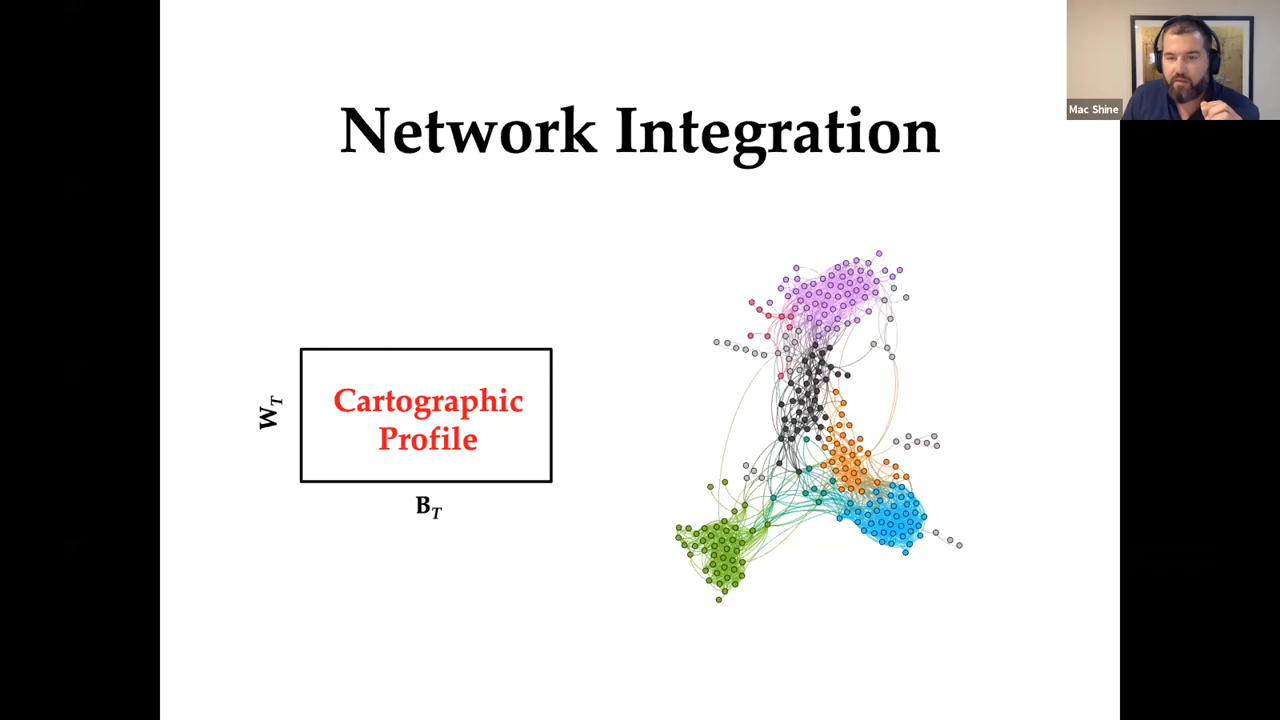 Mac Shine
Network Integration
W_T
Cartographic
Profile
B_T